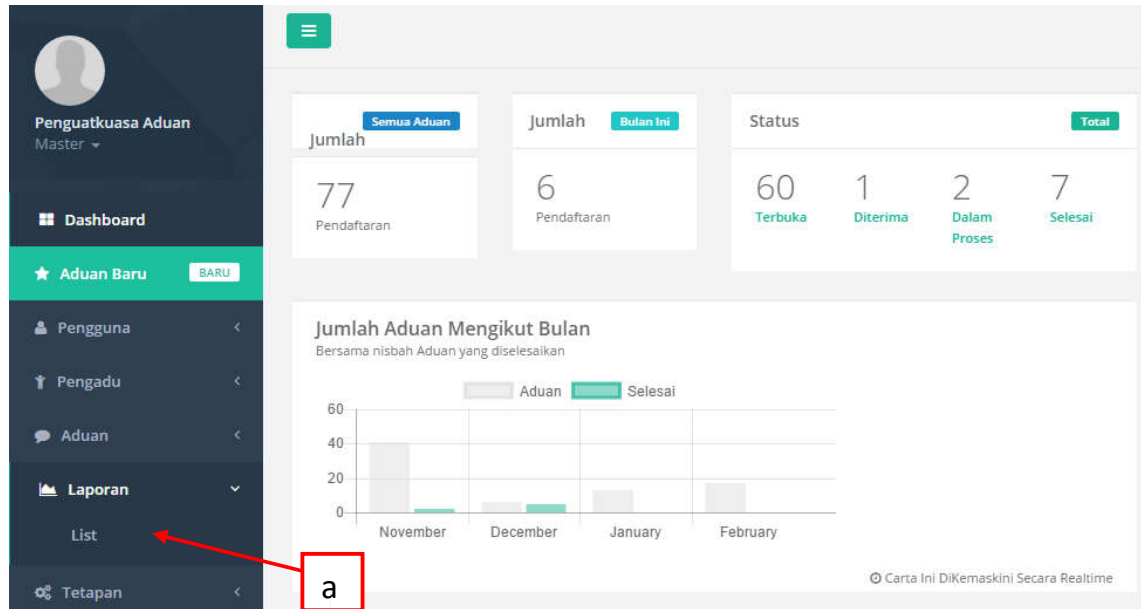 Penguatkuasa Aduan
Master
Dashboard
Aduan Baru BARU
Pengguna
Pengadu
Aduan
Laporan
List
Tetapan
Semua Aduan
Jumlah
77
Pendaftaran
Jumlah Bulan Ini
6
Pendaftaran
Status Total
60 1 2 7
Terbuka Diterima Dalam Proses Selesai
Jumlah Aduan Mengikut Bulan
Bersama nisbah Aduan yang diselesaikan
Aduan Selesai
60
40
20
0
November December January February
Carta Ini DiKemaskini Secara Realtime
a